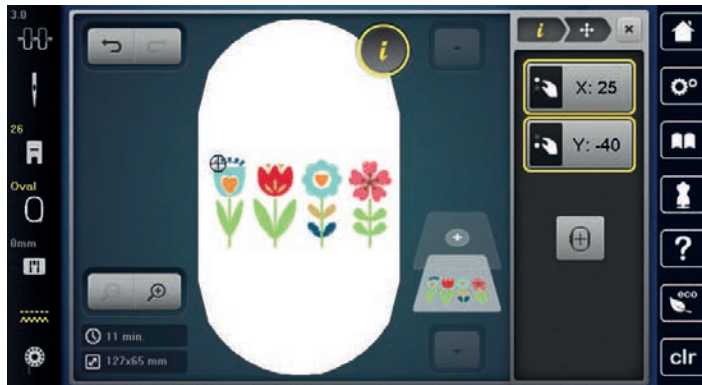 3.0
26
Oval
0mm
i
i
×
X: 25
Y: -40
11 min.
127x65 mm
?
eco
clr